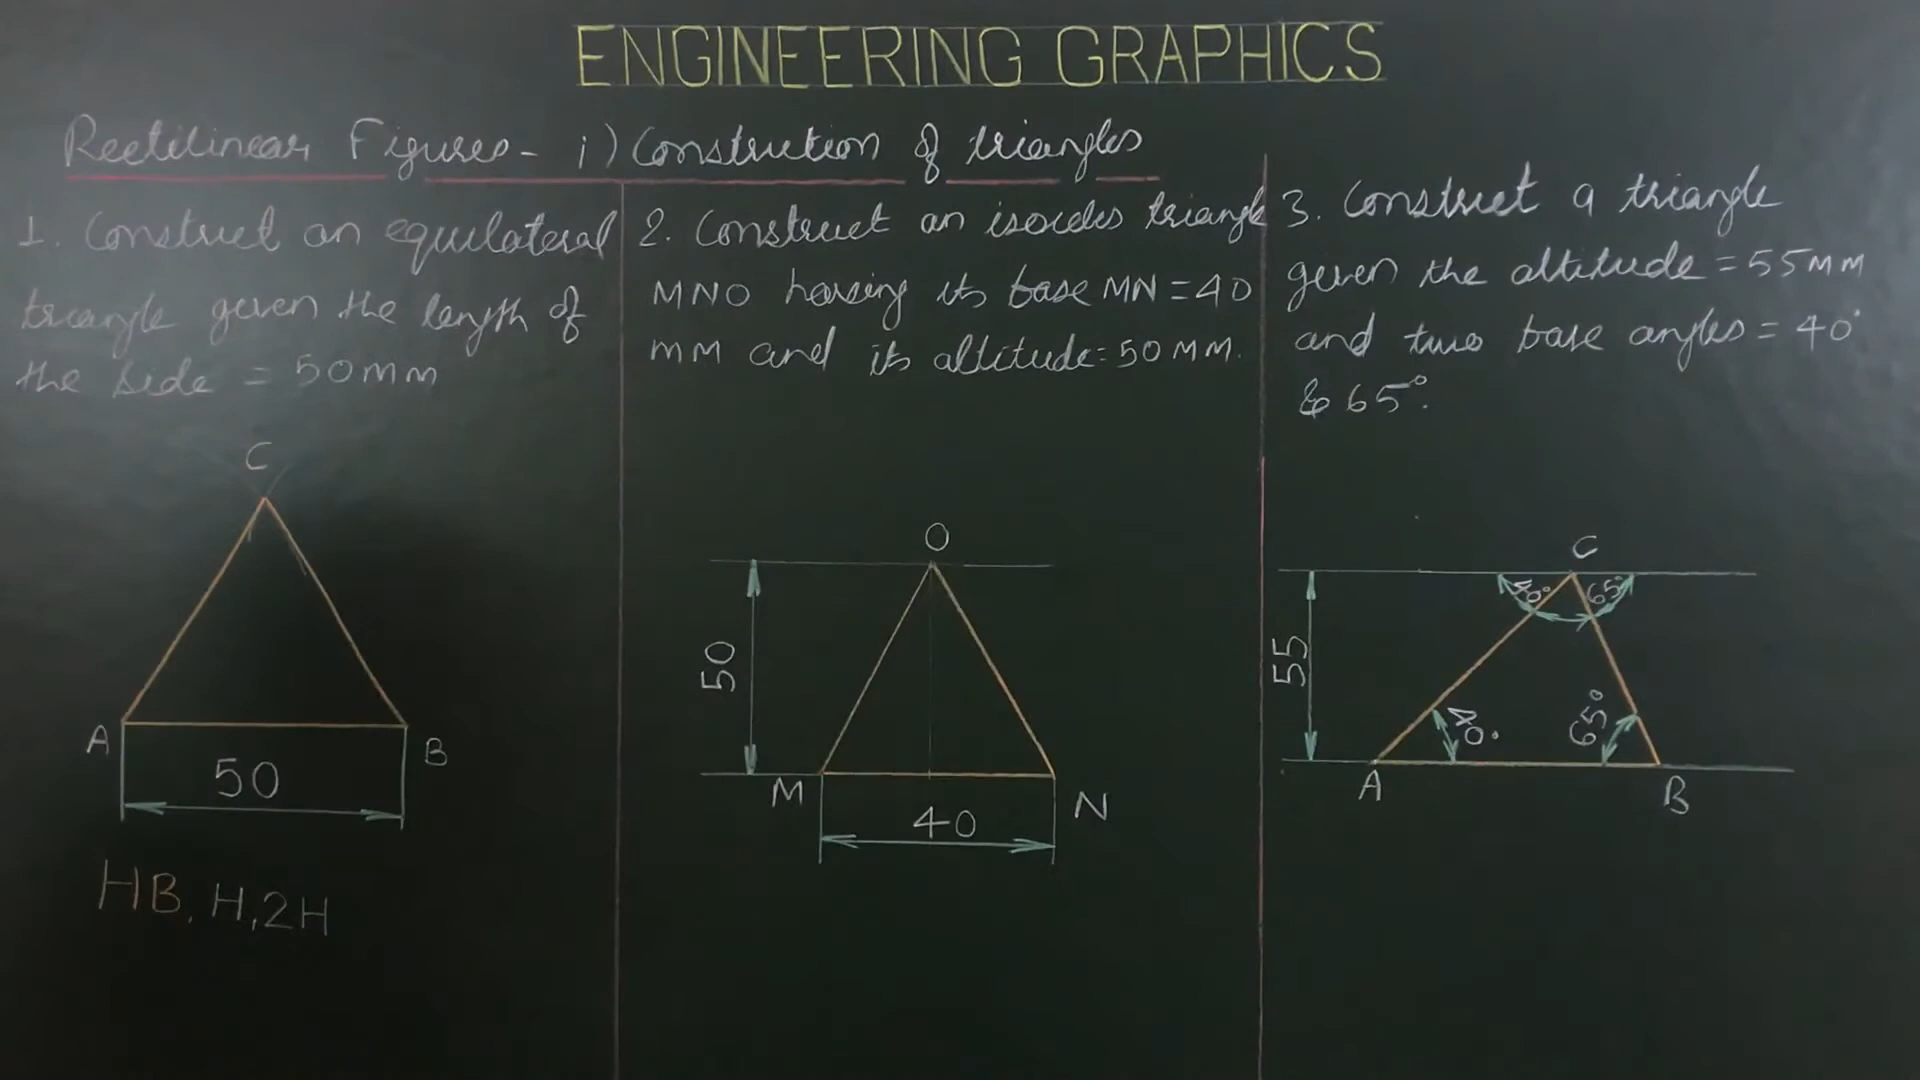 ENGINEERING GRAPHICS
Rectilinear Figures - i) Construction of triangles
1. Construct an equilateral
triangle given the length of
the side = 50mm
C
A
B
50
HB, H, 2H
2. Construct an isoceles triangle
MNO having its base MN = 40
mm and its altitude = 50 mm.
O
50
M
N
40
3. Construct a triangle
given the altitude = 55mm
and two base angles = 40°
& 65°.
C
40° 65°
55
40° 65°
A
B